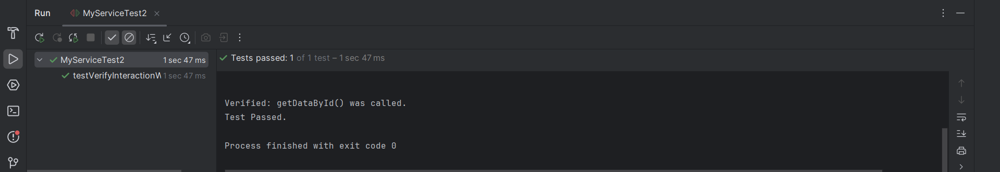 Run
MyServiceTest2
MyServiceTest2 1 sec 47 ms
testVerifyInteractionW 1 sec 47 ms
Tests passed: 1 of 1 test – 1 sec 47 ms
Verified: getDataById() was called.
Test Passed.
Process finished with exit code 0